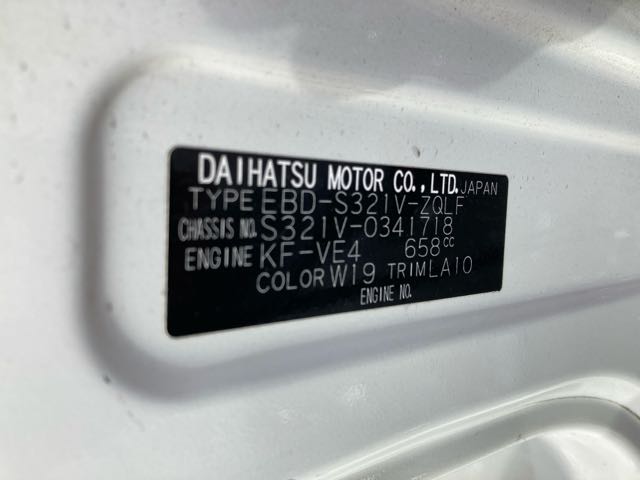 DAIHATSU MOTOR CO.,LTD. JAPAN
TYPE EBD-S321V-ZQLF
CHASSIS NO. S321V-0341718
ENGINE KF-VE4 658cc
COLOR W19 TRIM LA10
ENGINE NO.